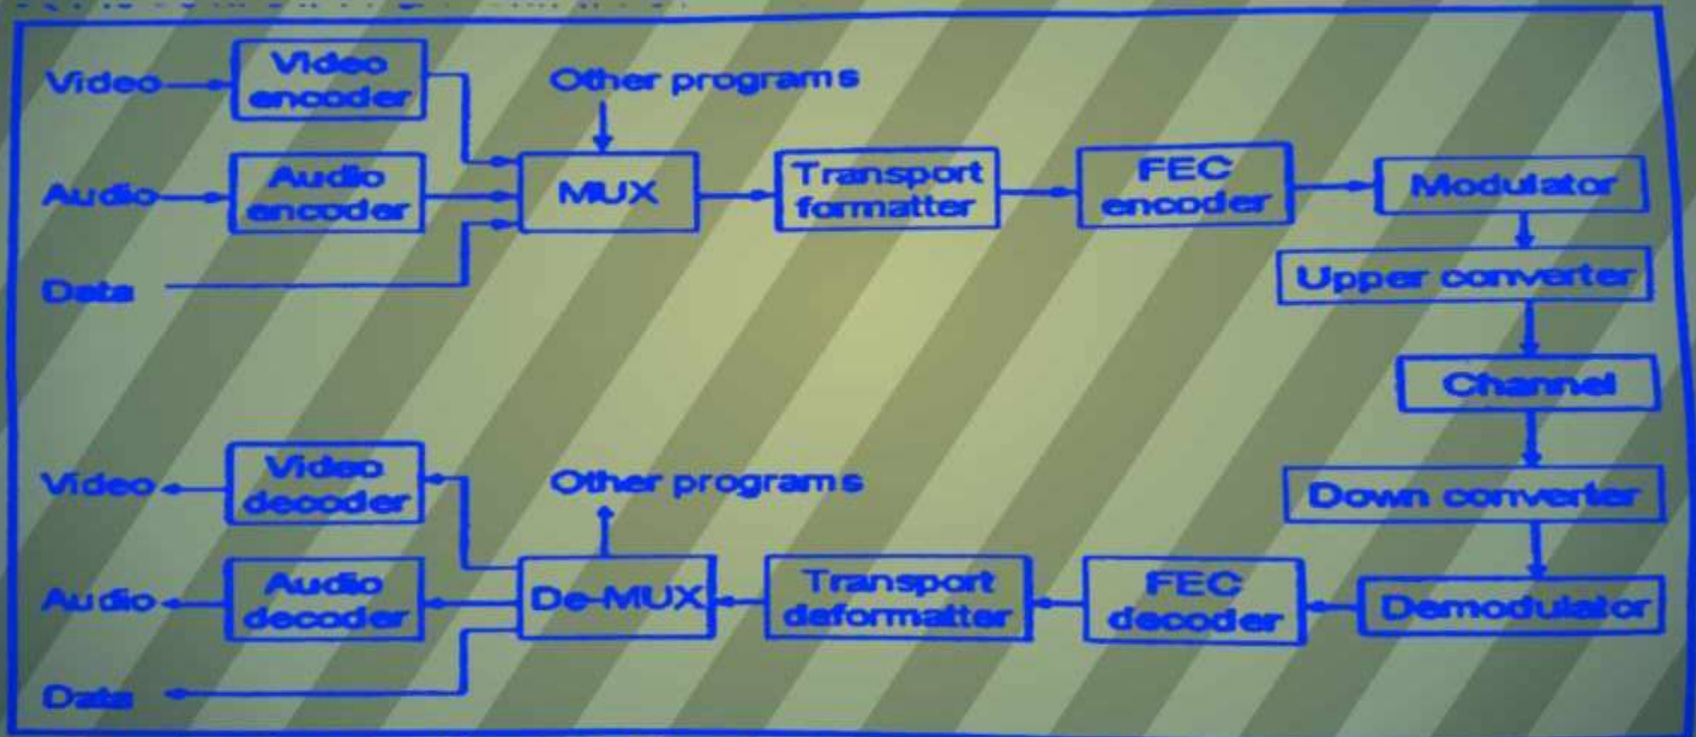 Video
Video
encoder
Other programs
Audio
Audio
encoder
MUX
Transport
formatter
FEC
encoder
Modulator
Data
Upper converter
Channel
Video
Video
decoder
Other programs
Down converter
Audio
Audio
decoder
De-MUX
Transport
deformatter
FEC
decoder
Demodulator
Data